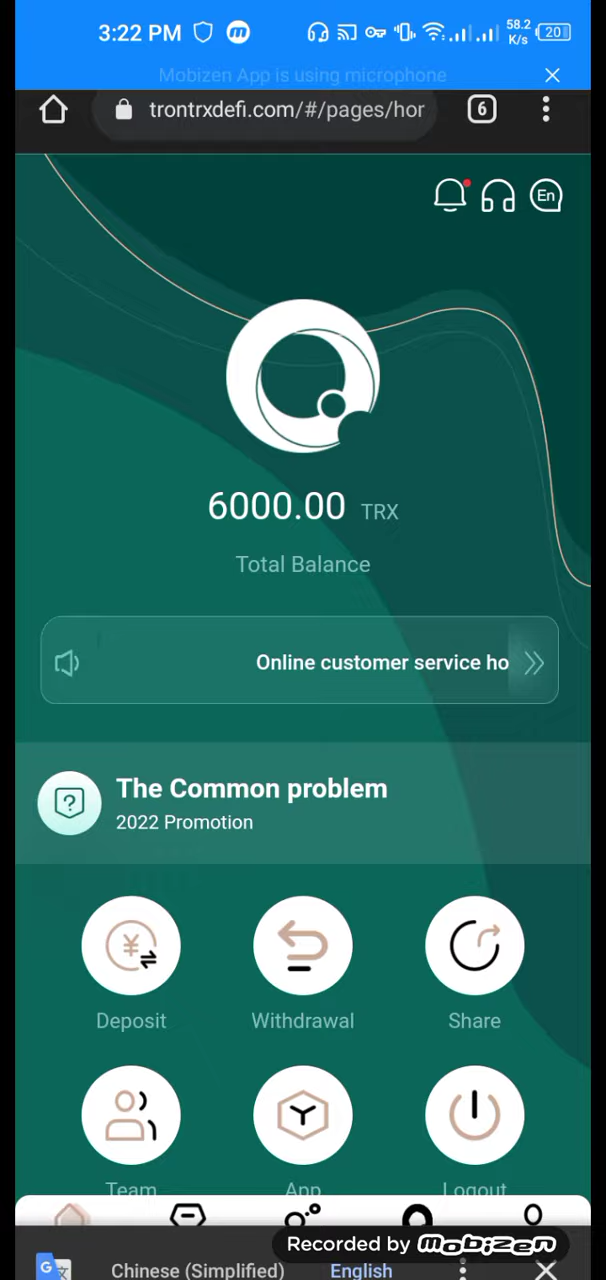 3:22 PM
58.2
K/s
20
Mobizen App is using microphone
trontrxdefi.com/#/pages/hor
6
En
6000.00 TRX
Total Balance
Online customer service ho
The Common problem
2022 Promotion
Deposit Withdrawal Share
Team App Logout
Recorded by mobizen
Chinese (Simplified) English